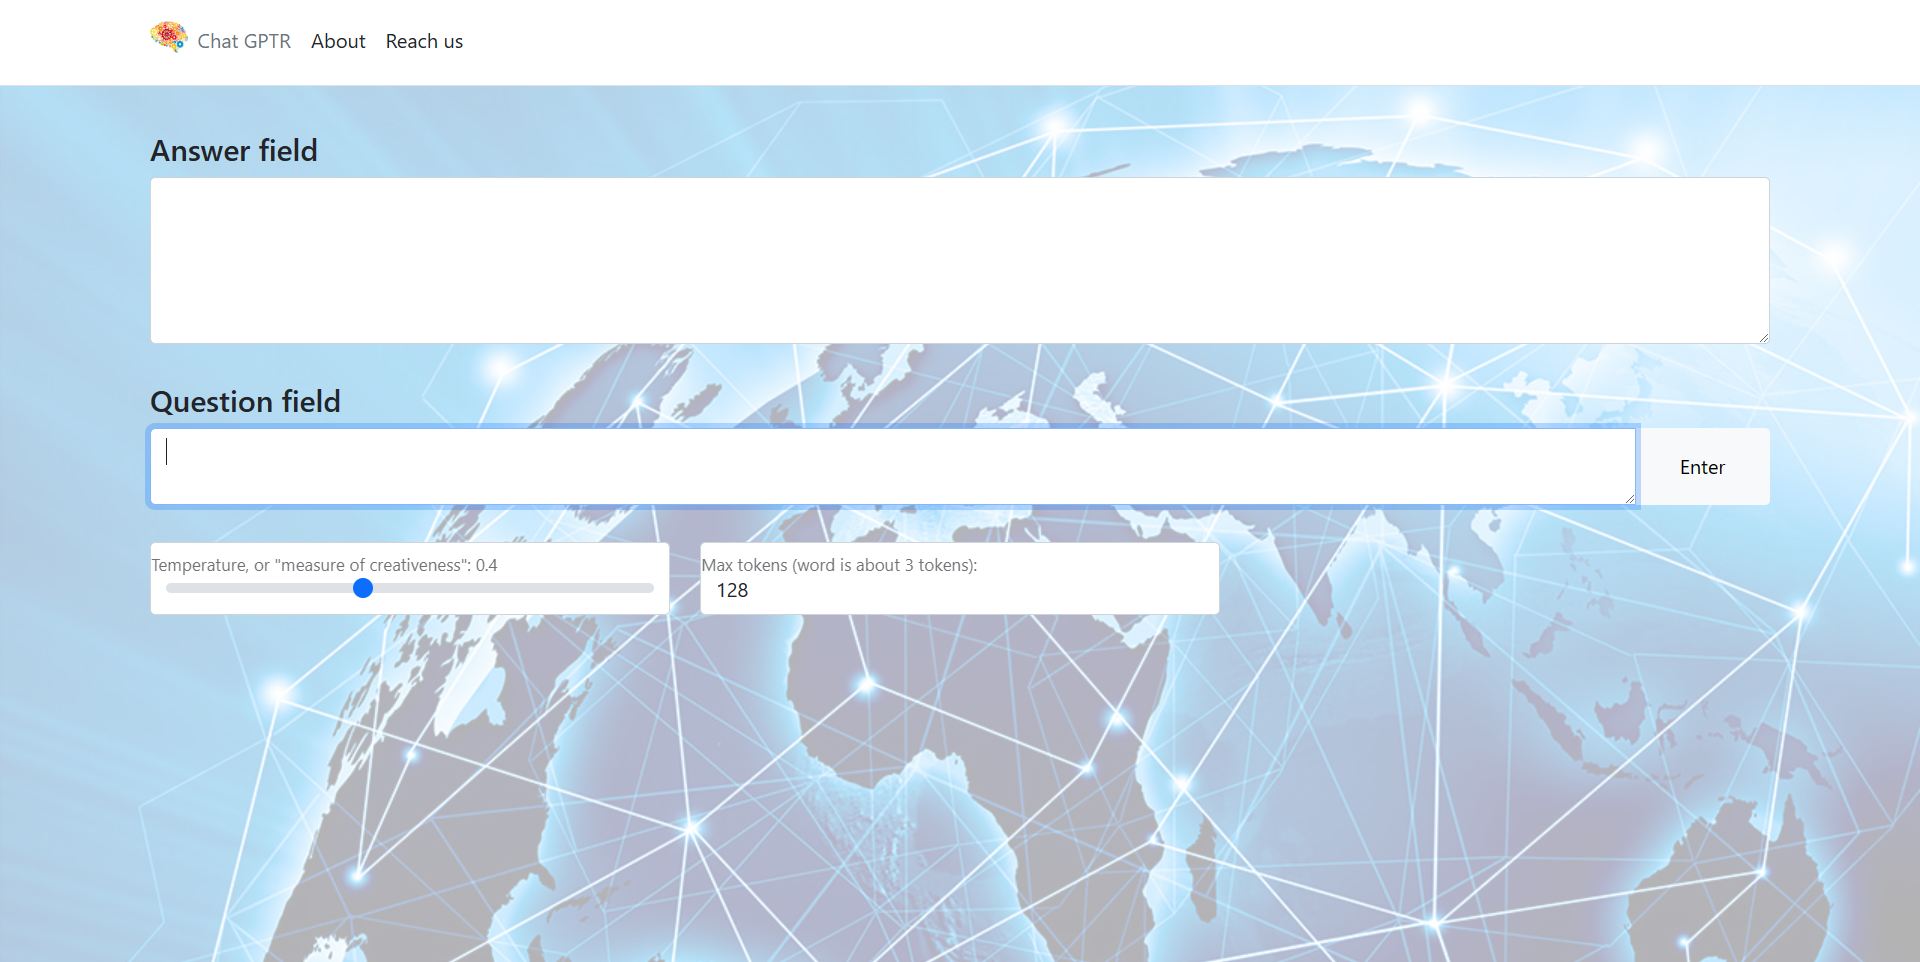 Chat GPTR About Reach us
Answer field
Question field
Enter
Temperature, or "measure of creativeness": 0.4
Max tokens (word is about 3 tokens):
128